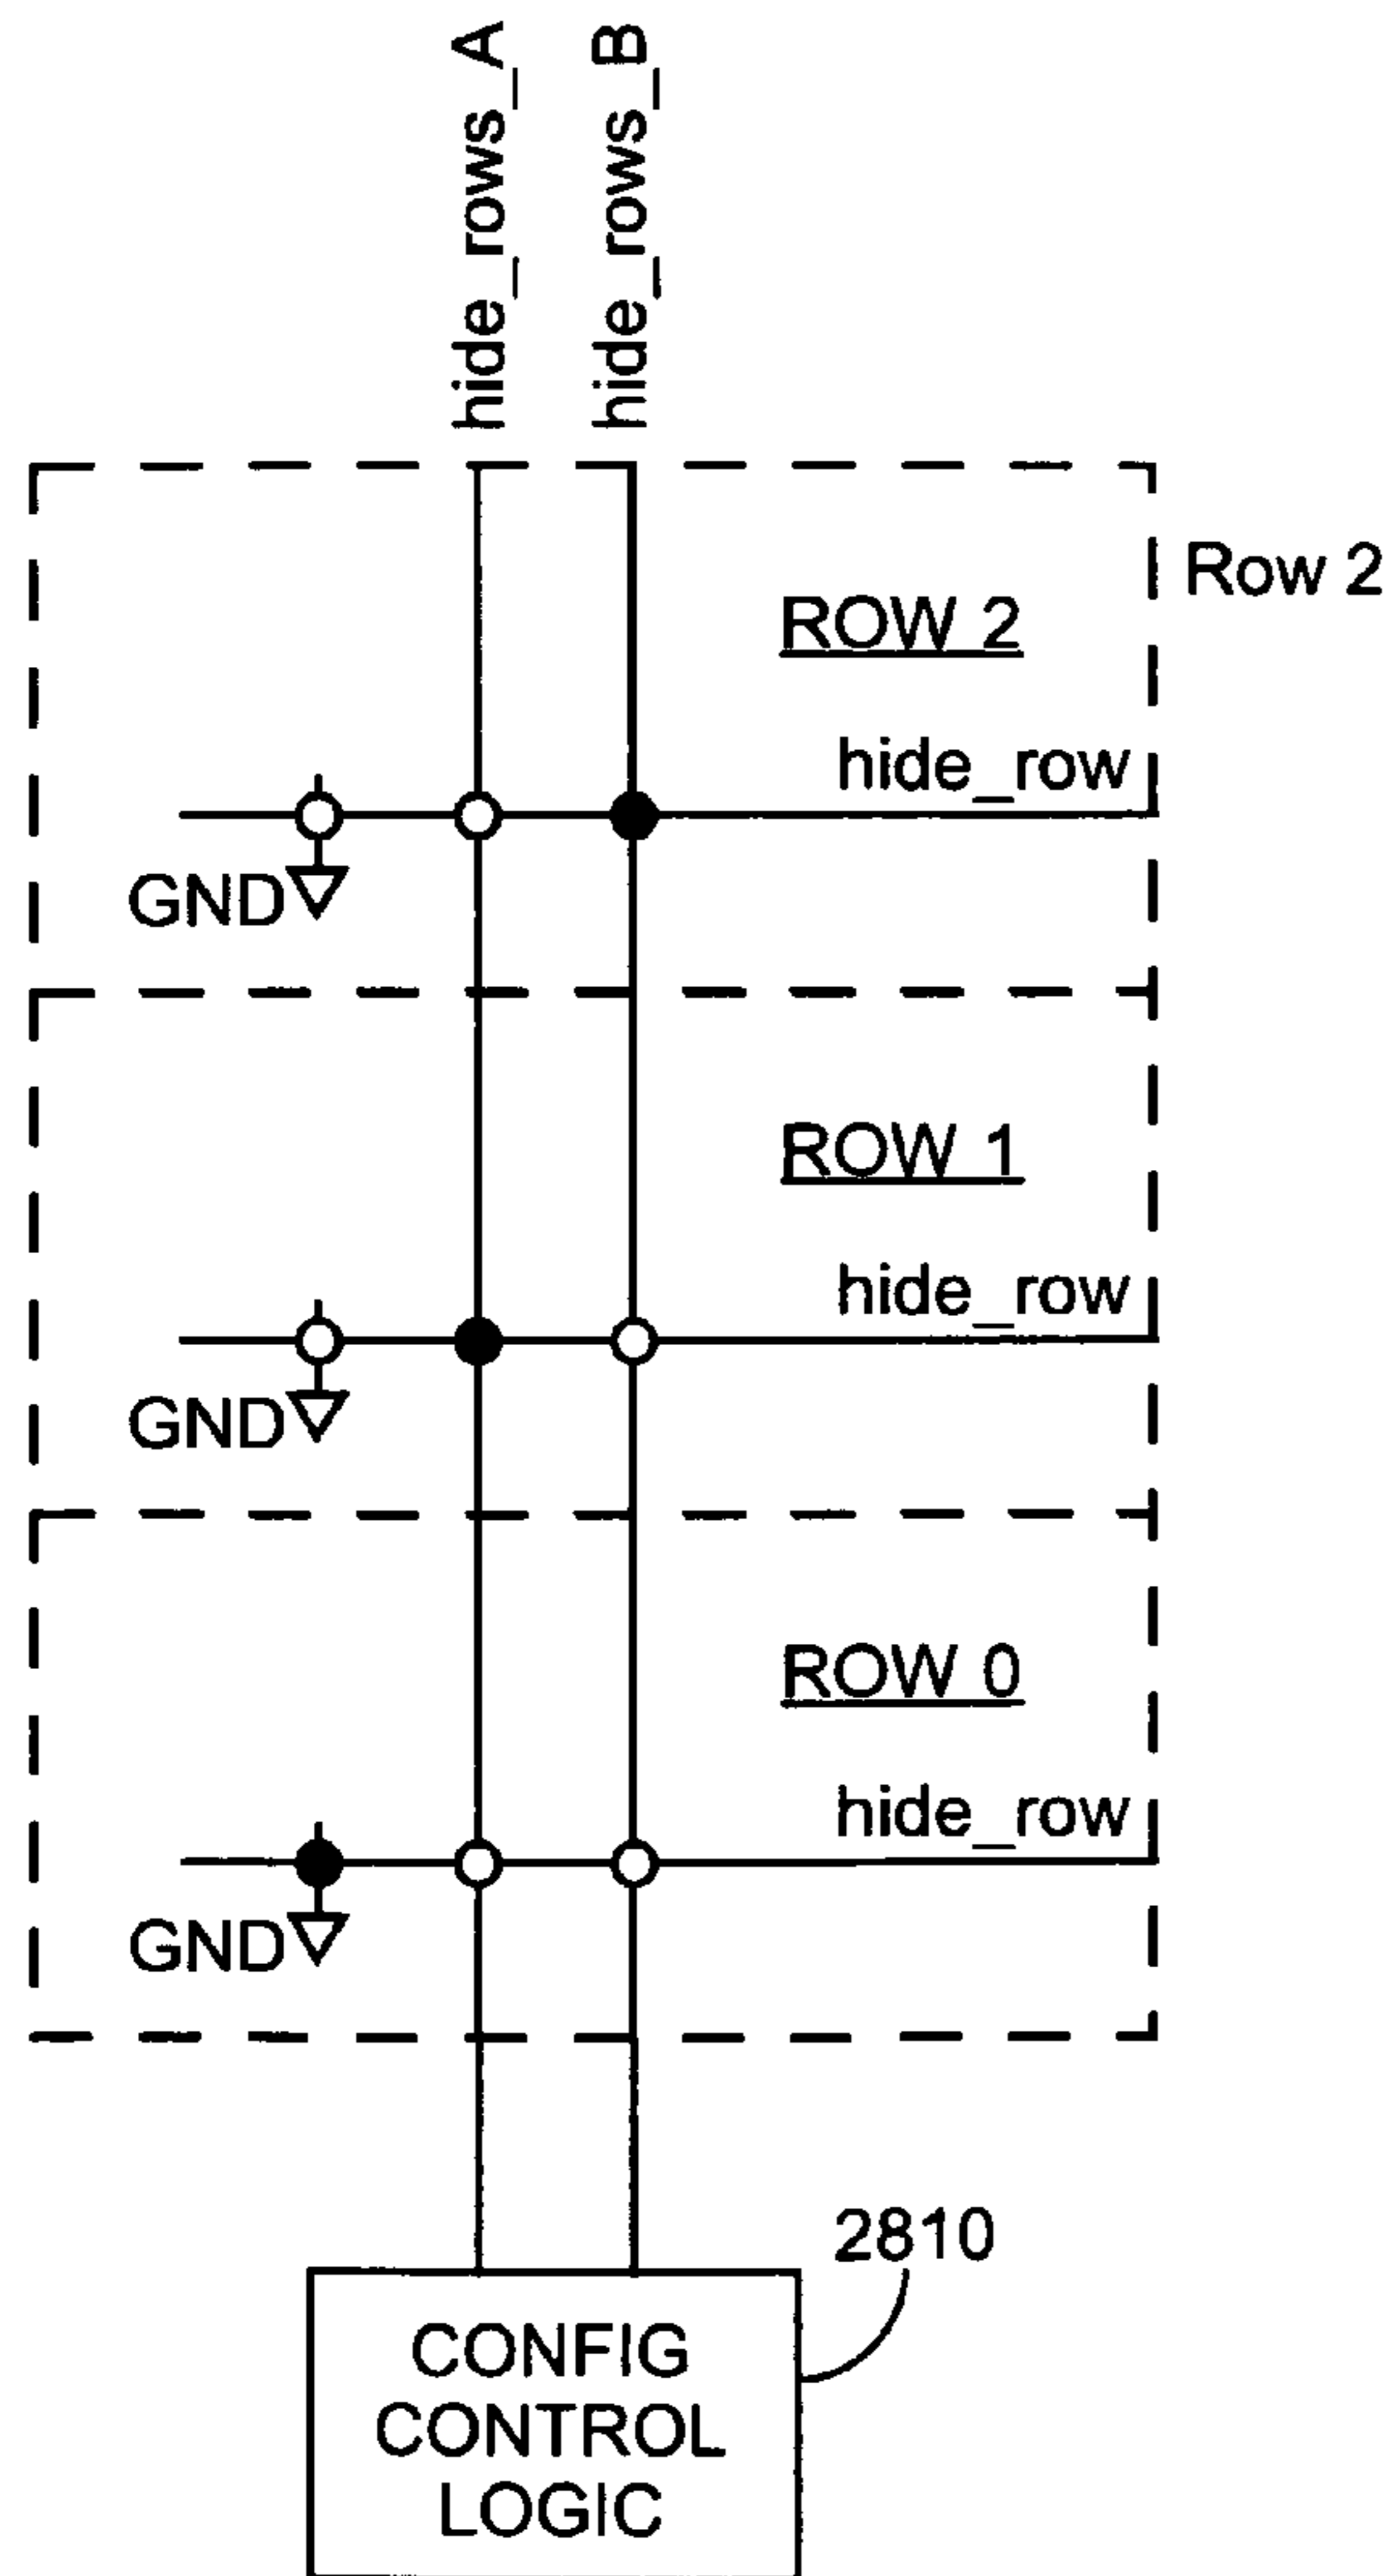 hide_rows_A
hide_rows_B
Row 2
ROW 2
hide_row
GND
ROW 1
hide_row
GND
ROW 0
hide_row
GND
2810
CONFIG
CONTROL
LOGIC